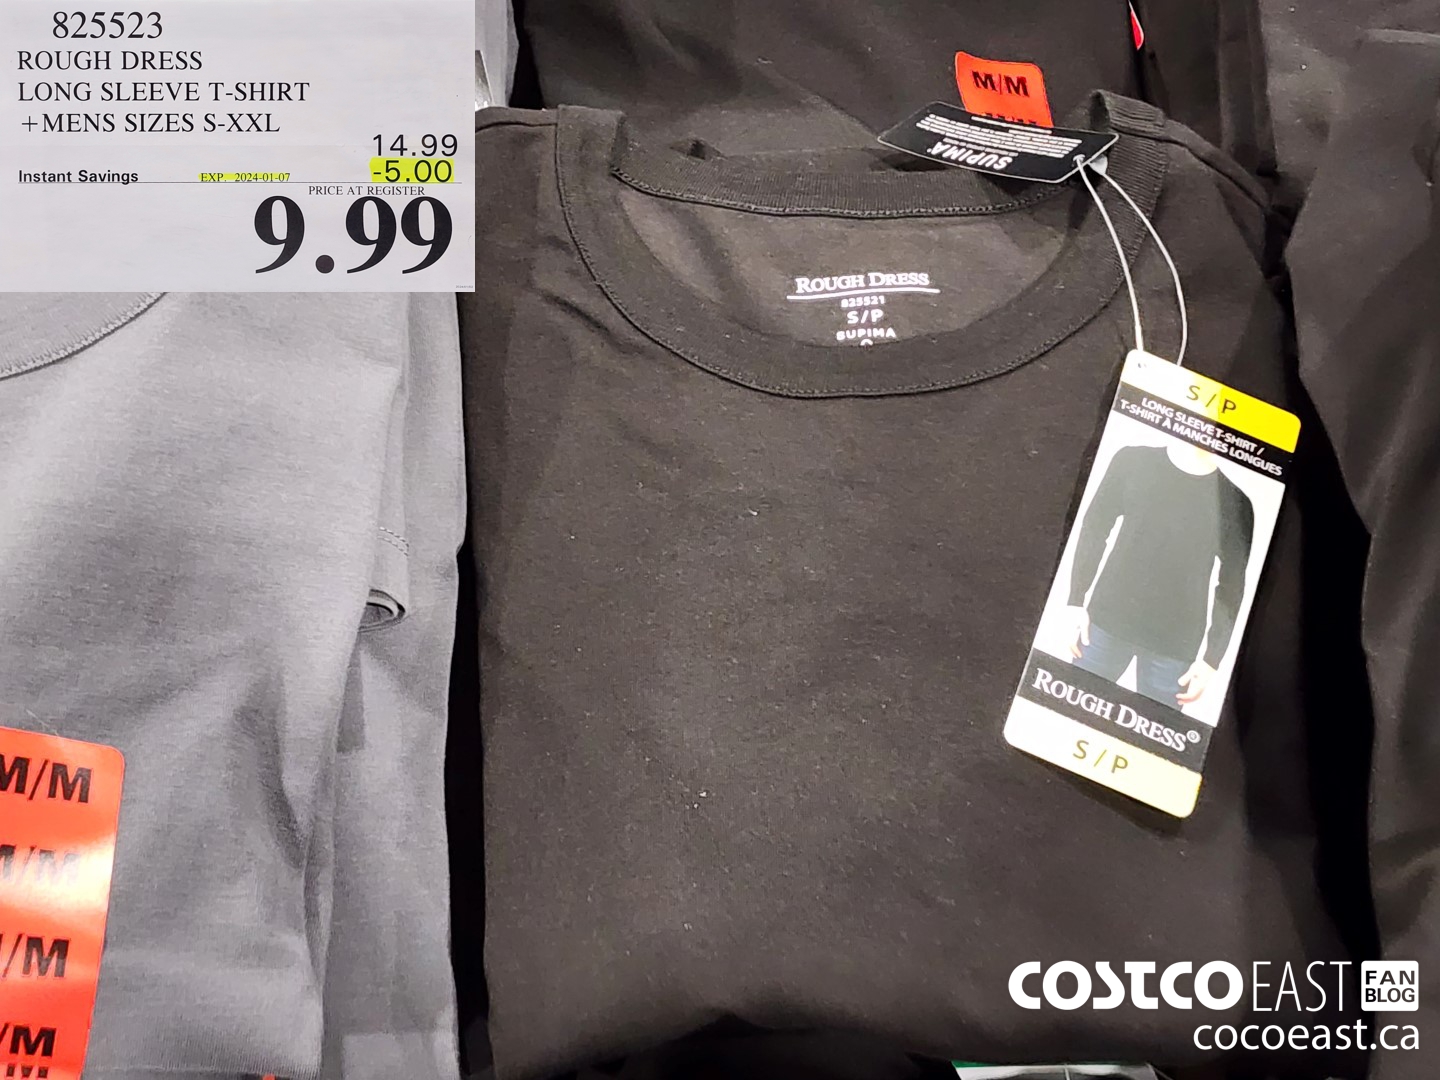 825523
ROUGH DRESS
LONG SLEEVE T-SHIRT
+MENS SIZES S-XXL
14.99
Instant Savings EXP. 2024-01-07 -5.00
PRICE AT REGISTER
9.99
M/M
SUPIMA
ROUGH DRESS
825521
S/P
SUPIMA
S/P
LONG SLEEVE T-SHIRT /
T-SHIRT À MANCHES LONGUES
ROUGH DRESS®
S/P
M/M
M/M
/M
/M
COSTCO EAST FAN BLOG
cocoeast.ca